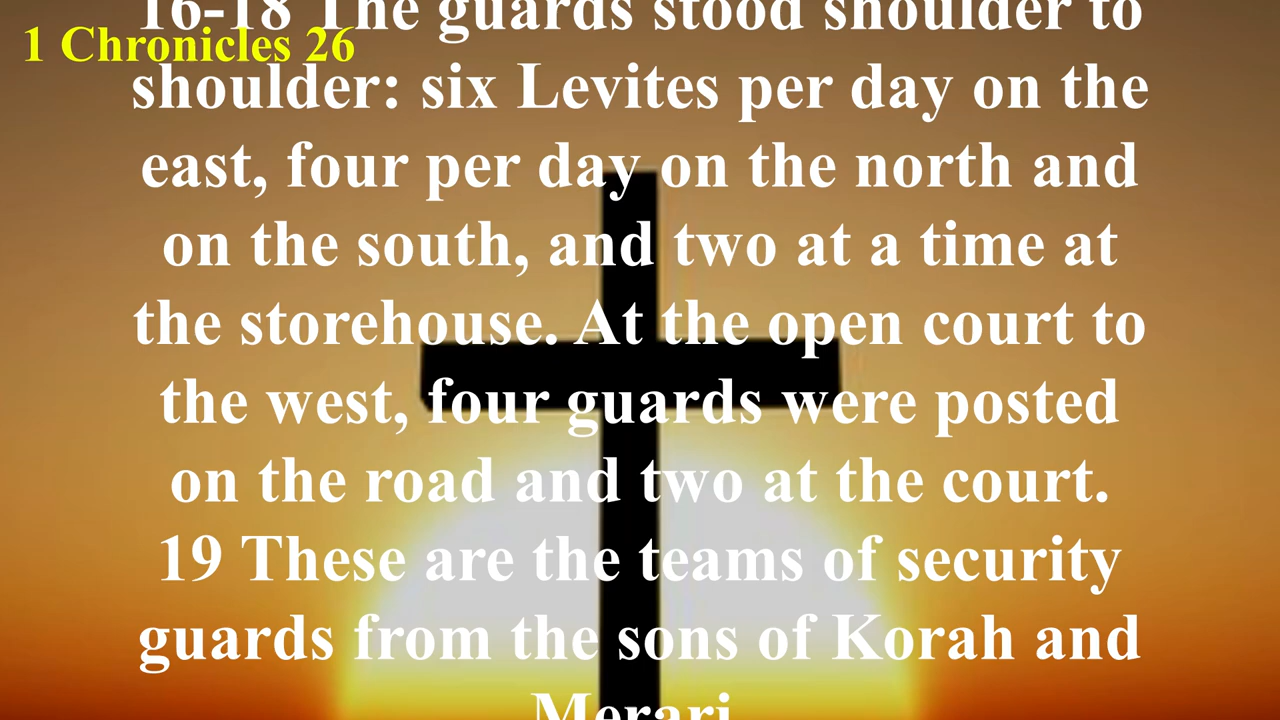 16-18 The guards stood shoulder to
1 Chronicles 26
shoulder: six Levites per day on the
east, four per day on the north and
on the south, and two at a time at
the storehouse. At the open court to
the west, four guards were posted
on the road and two at the court.
19 These are the teams of security
guards from the sons of Korah and
Merari